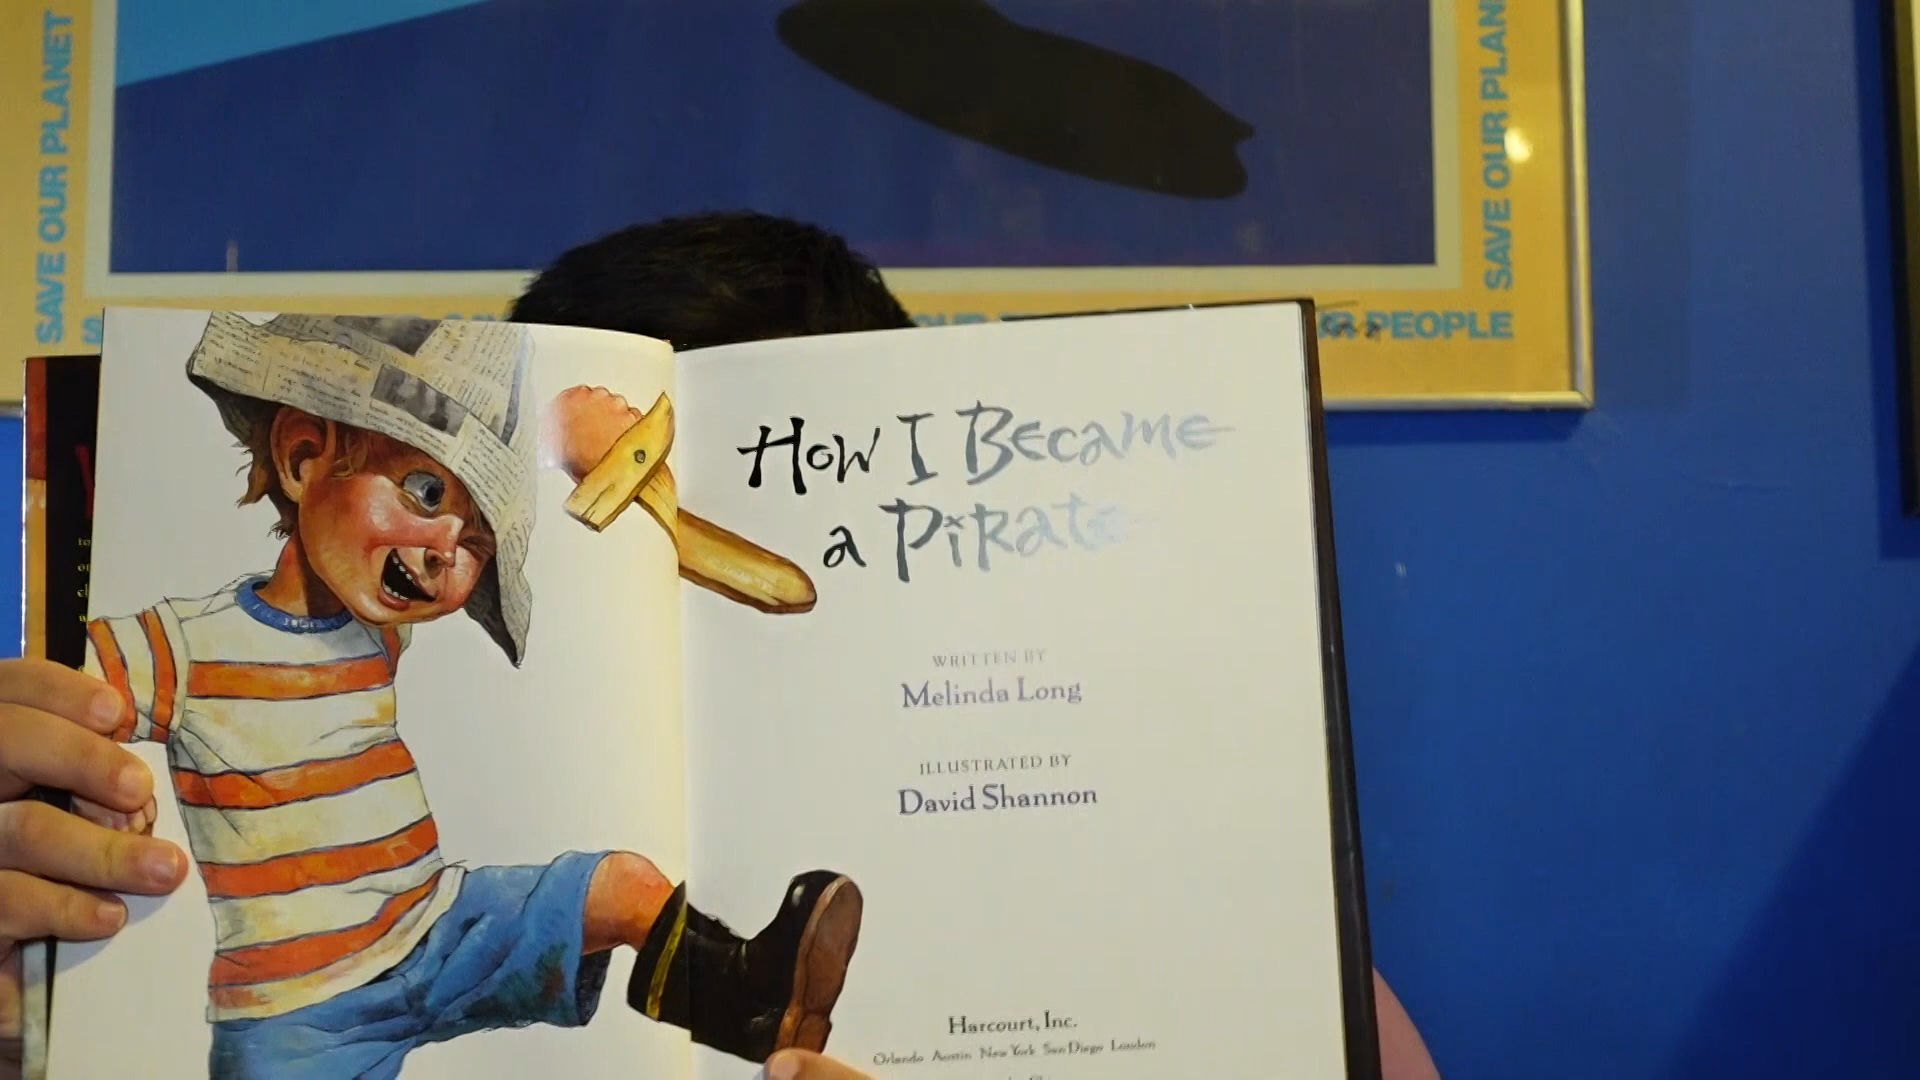 SAVE OUR PLANET
SAVE OUR PLAN
PEOPLE
How I Became
a Pirate
WRITTEN BY
Melinda Long
ILLUSTRATED BY
David Shannon
Harcourt, Inc.
Orlando Austin New York San Diego London